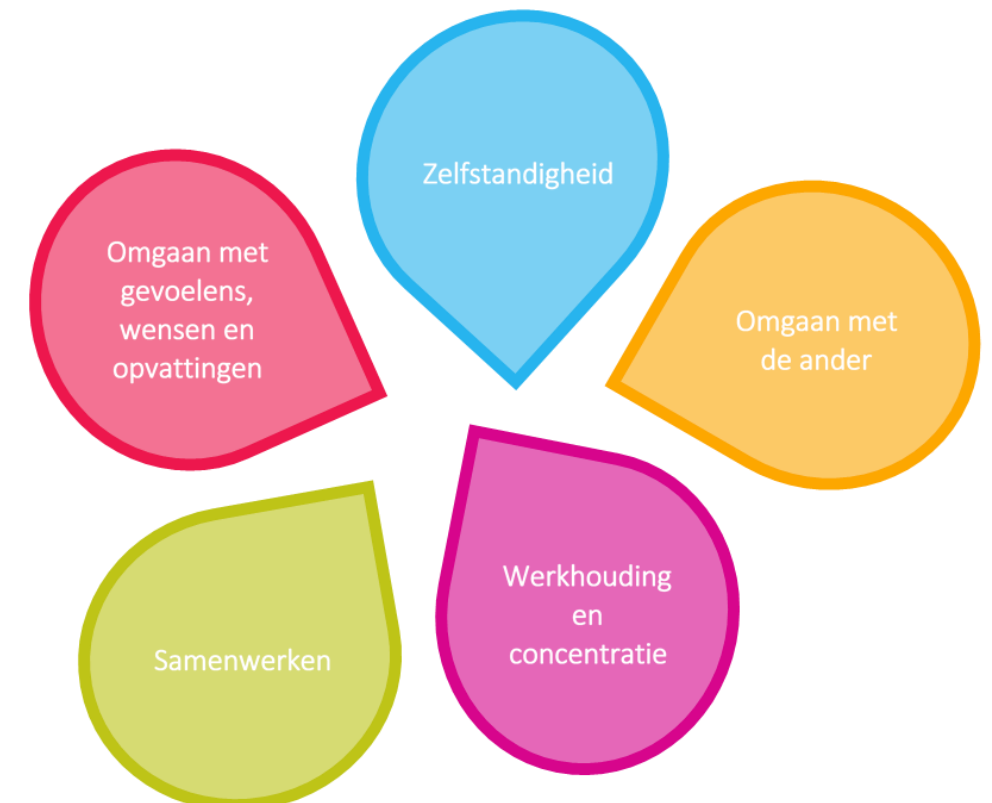 Zelfstandigheid
Omgaan met
gevoelens,
wensen en
opvattingen
Omgaan met
de ander
Werkhouding
en
concentratie
Samenwerken